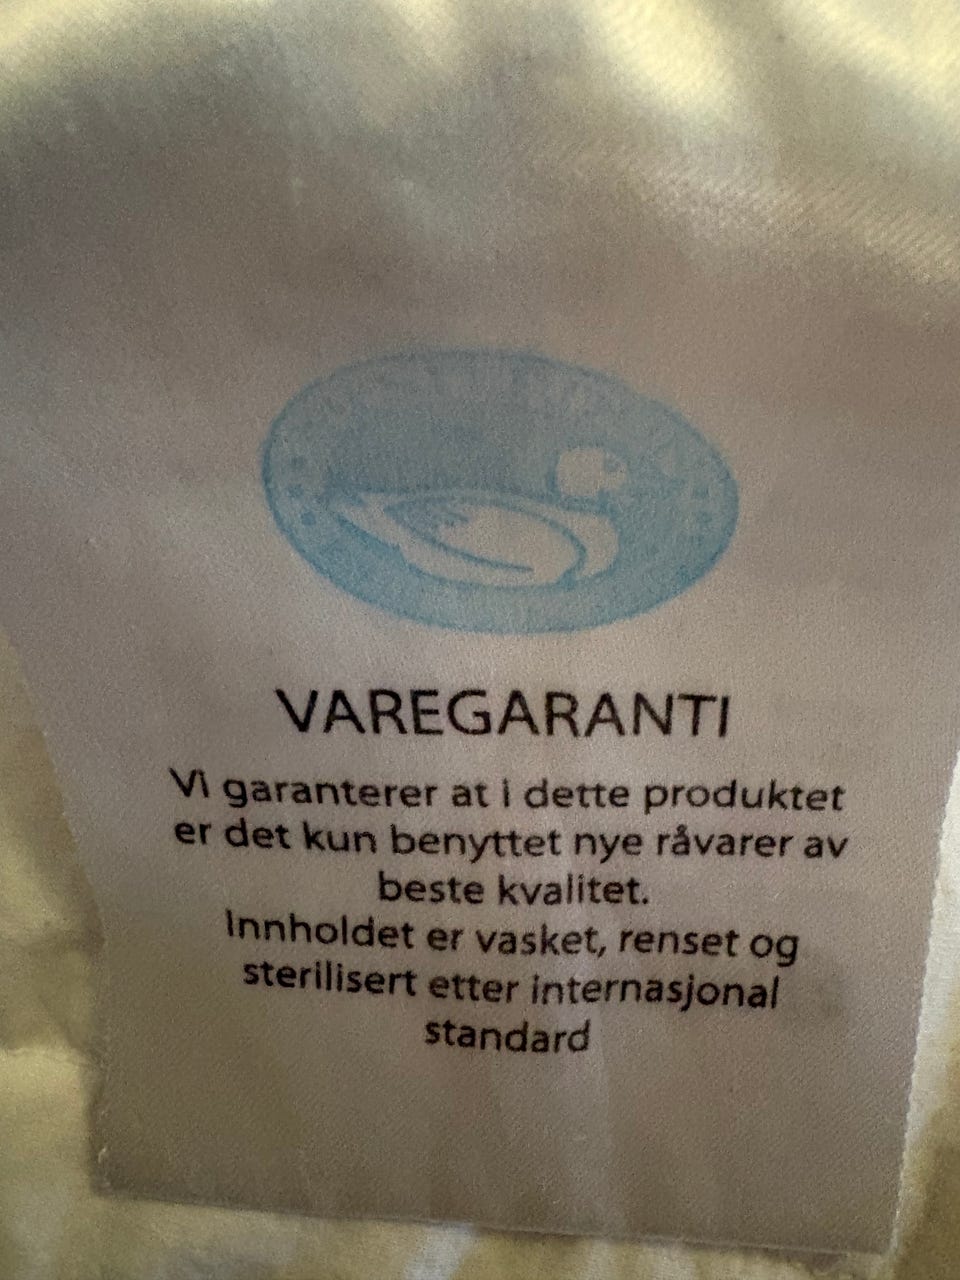 VAREGARANTI
Vi garanterer at i dette produktet
er det kun benyttet nye råvarer av
beste kvalitet.
Innholdet er vasket, renset og
sterilisert etter internasjonal
standard